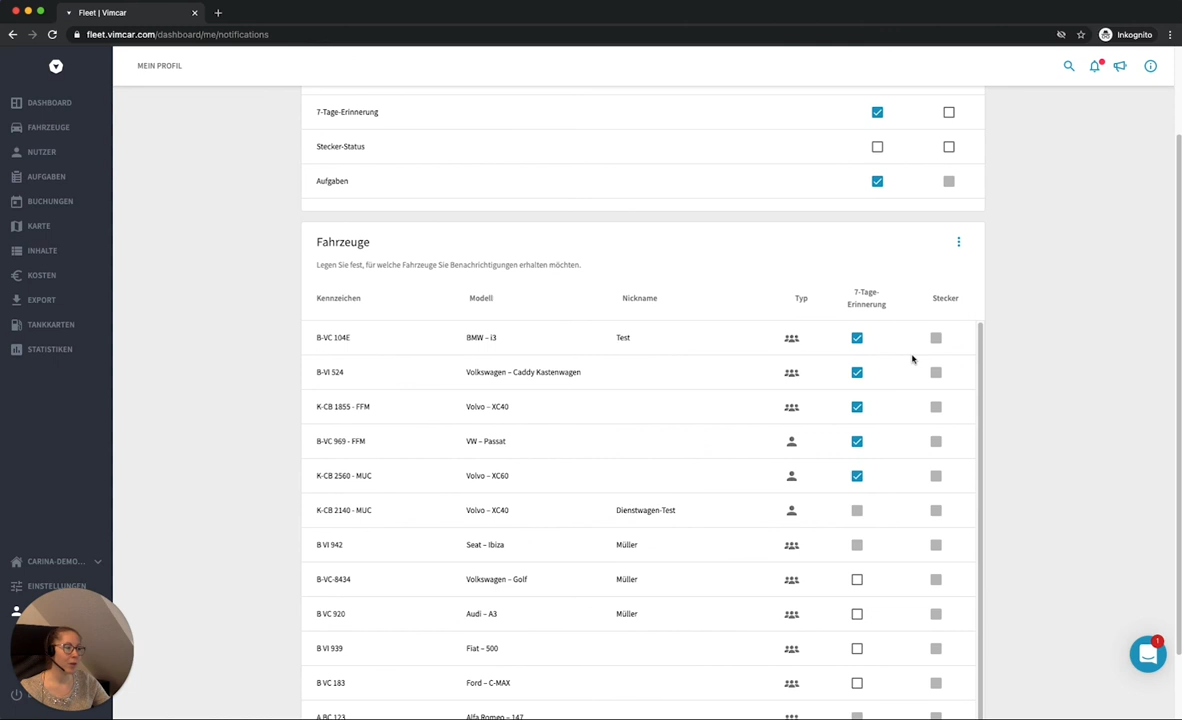 Fleet | Vimcar
fleet.vimcar.com/dashboard/me/notifications
Inkognito
MEIN PROFIL
DASHBOARD
FAHRZEUGE
NUTZER
AUFGABEN
BUCHUNGEN
KARTE
INHALTE
KOSTEN
EXPORT
TANKKARTEN
STATISTIKEN
CARINA-DEMO...
EINSTELLUNGEN
7-Tage-Erinnerung
Stecker-Status
Aufgaben
Fahrzeuge
Legen Sie fest, für welche Fahrzeuge Sie Benachrichtigungen erhalten möchten.
Kennzeichen Modell Nickname Typ 7-Tage-Erinnerung Stecker
B-VC 104E BMW – i3 Test
B-VI 524 Volkswagen – Caddy Kastenwagen
K-CB 1855 - FFM Volvo – XC40
B-VC 969 - FFM VW – Passat
K-CB 2560 - MUC Volvo – XC60
K-CB 2140 - MUC Volvo – XC40 Dienstwagen-Test
B VI 942 Seat – Ibiza Müller
B-VC-8434 Volkswagen – Golf Müller
B VC 920 Audi – A3 Müller
B VI 939 Fiat – 500
B VC 183 Ford – C-MAX
A BC 123 Alfa Romeo – 147
1